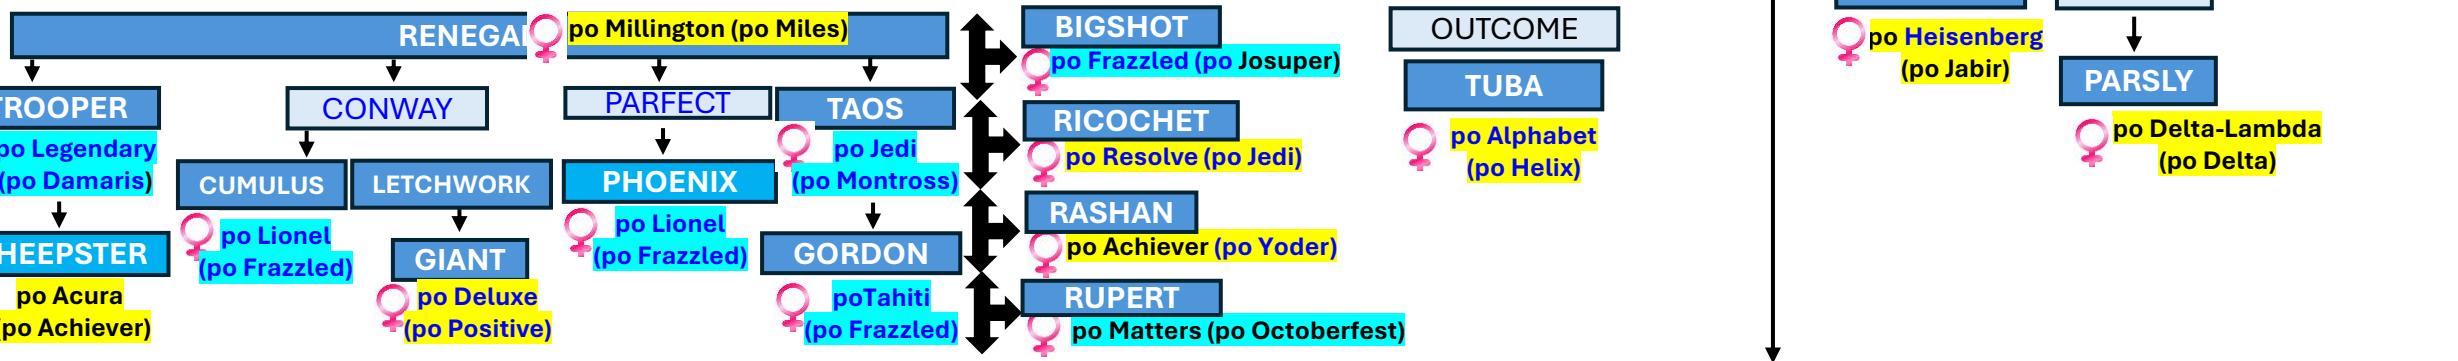 RENEGA
po Millington (po Miles)
BIGSHOT
po Frazzled (po Josuper)
OUTCOME
TUBA
po Alphabet
(po Helix)
po Heisenberg
(po Jabir)
PARSLY
po Delta-Lambda
(po Delta)
TROOPER
po Legendary
(po Damaris)
HEEPSTER
po Acura
(po Achiever)
CONWAY
CUMULUS
po Lionel
(po Frazzled)
LETCHWORK
GIANT
po Deluxe
(po Positive)
PARFECT
PHOENIX
po Lionel
(po Frazzled)
TAOS
po Jedi
(po Montross)
GORDON
poTahiti
(po Frazzled)
RICOCHET
po Resolve (po Jedi)
RASHAN
po Achiever (po Yoder)
RUPERT
po Matters (po Octoberfest)